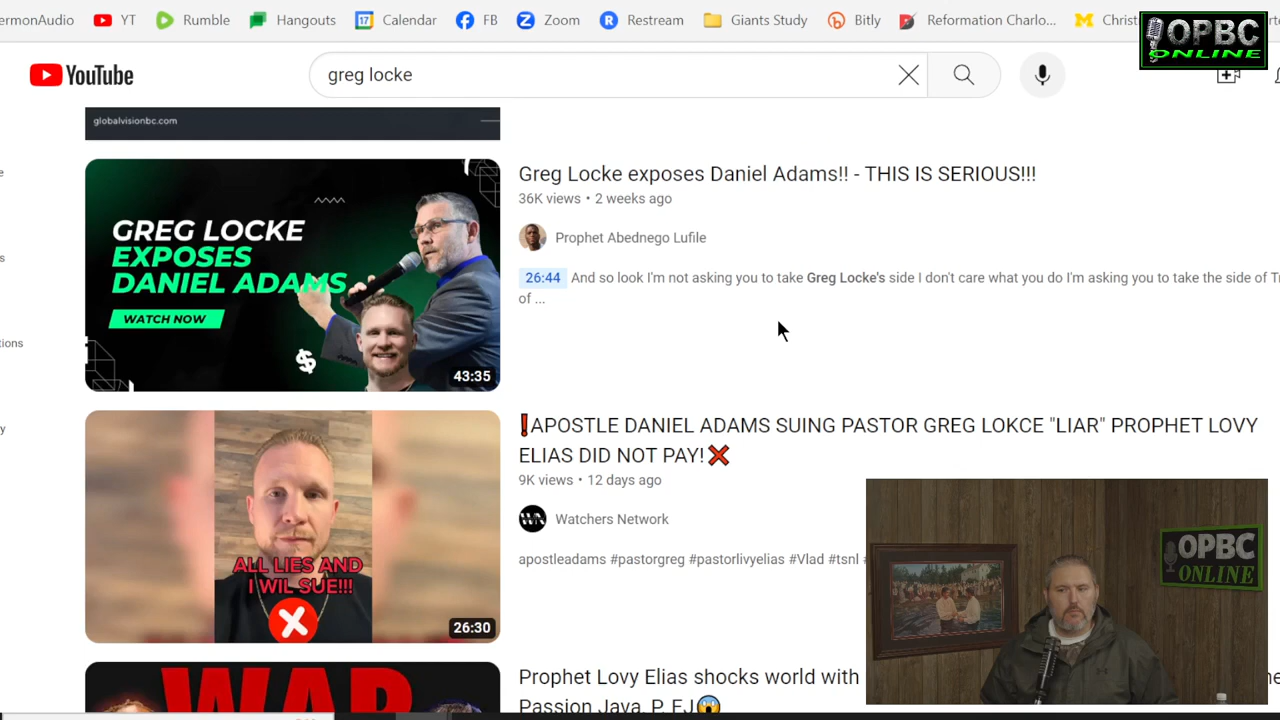 ermonAudio YT Rumble Hangouts 17 Calendar FB Zoom Restream Giants Study Bitly Reformation Charlo... Christ
OPBC
ONLINE
YouTube
greg locke
globalvisionbc.com
GREG LOCKE
EXPOSES
DANIEL ADAMS
WATCH NOW
$
43:35
Greg Locke exposes Daniel Adams!! - THIS IS SERIOUS!!!
36K views • 2 weeks ago
Prophet Abednego Lufile
26:44 And so look I'm not asking you to take Greg Locke's side I don't care what you do I'm asking you to take the side of T
of ...
tions
ALL LIES AND
I WIL SUE!!!
26:30
❗APOSTLE DANIEL ADAMS SUING PASTOR GREG LOKCE "LIAR" PROPHET LOVY
ELIAS DID NOT PAY!❌
9K views • 12 days ago
Watchers Network
apostleadams #pastorgreg #pastorlivyelias #Vlad #tsnl #
WAR
Prophet Lovy Elias shocks world with
Passion Java, P. EJ😱
OPBC
ONLINE